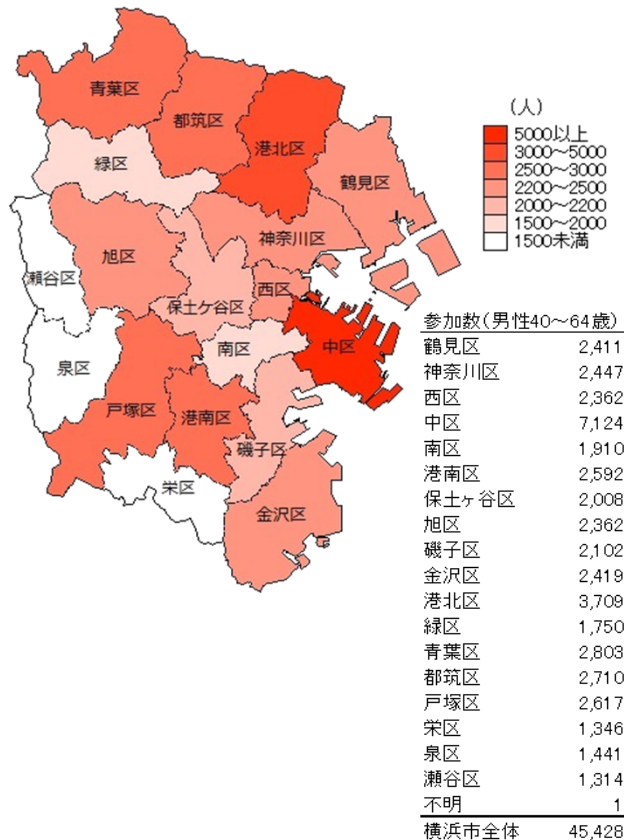 青葉区
都筑区
港北区
緑区
鶴見区
神奈川区
旭区
瀬谷区
西区
保土ケ谷区
中区
南区
泉区
戸塚区
港南区
磯子区
栄区
金沢区
(人)
5000以上
3000～5000
2500～3000
2200～2500
2000～2200
1500～2000
1500未満
参加数(男性40～64歳)
鶴見区 2,411
神奈川区 2,447
西区 2,362
中区 7,124
南区 1,910
港南区 2,592
保土ヶ谷区 2,008
旭区 2,362
磯子区 2,102
金沢区 2,419
港北区 3,709
緑区 1,750
青葉区 2,803
都筑区 2,710
戸塚区 2,617
栄区 1,346
泉区 1,441
瀬谷区 1,314
不明 1
横浜市全体 45,428